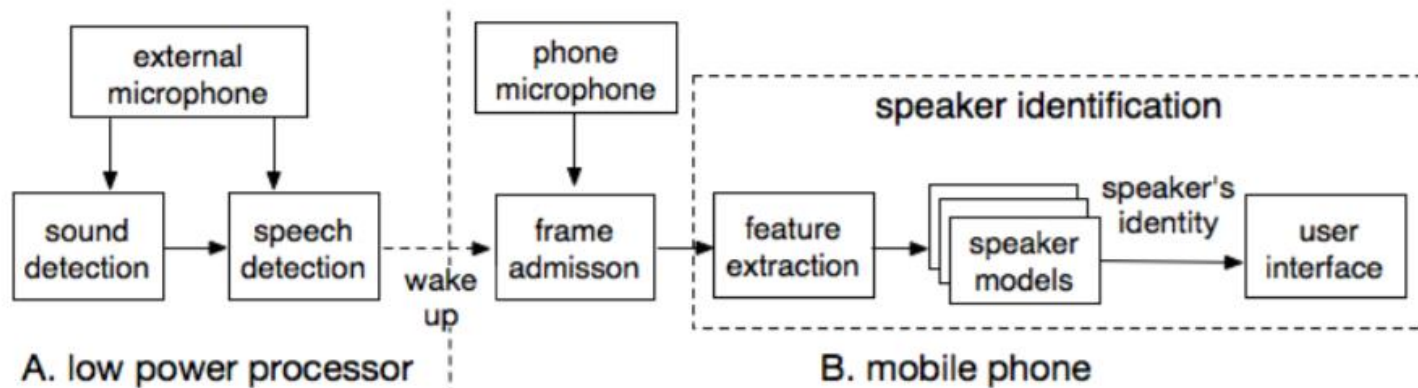 external
microphone
phone
microphone
speaker identification
sound
detection
speech
detection
wake
up
frame
admisson
feature
extraction
speaker
models
speaker's
identity
user
interface
A. low power processor
B. mobile phone